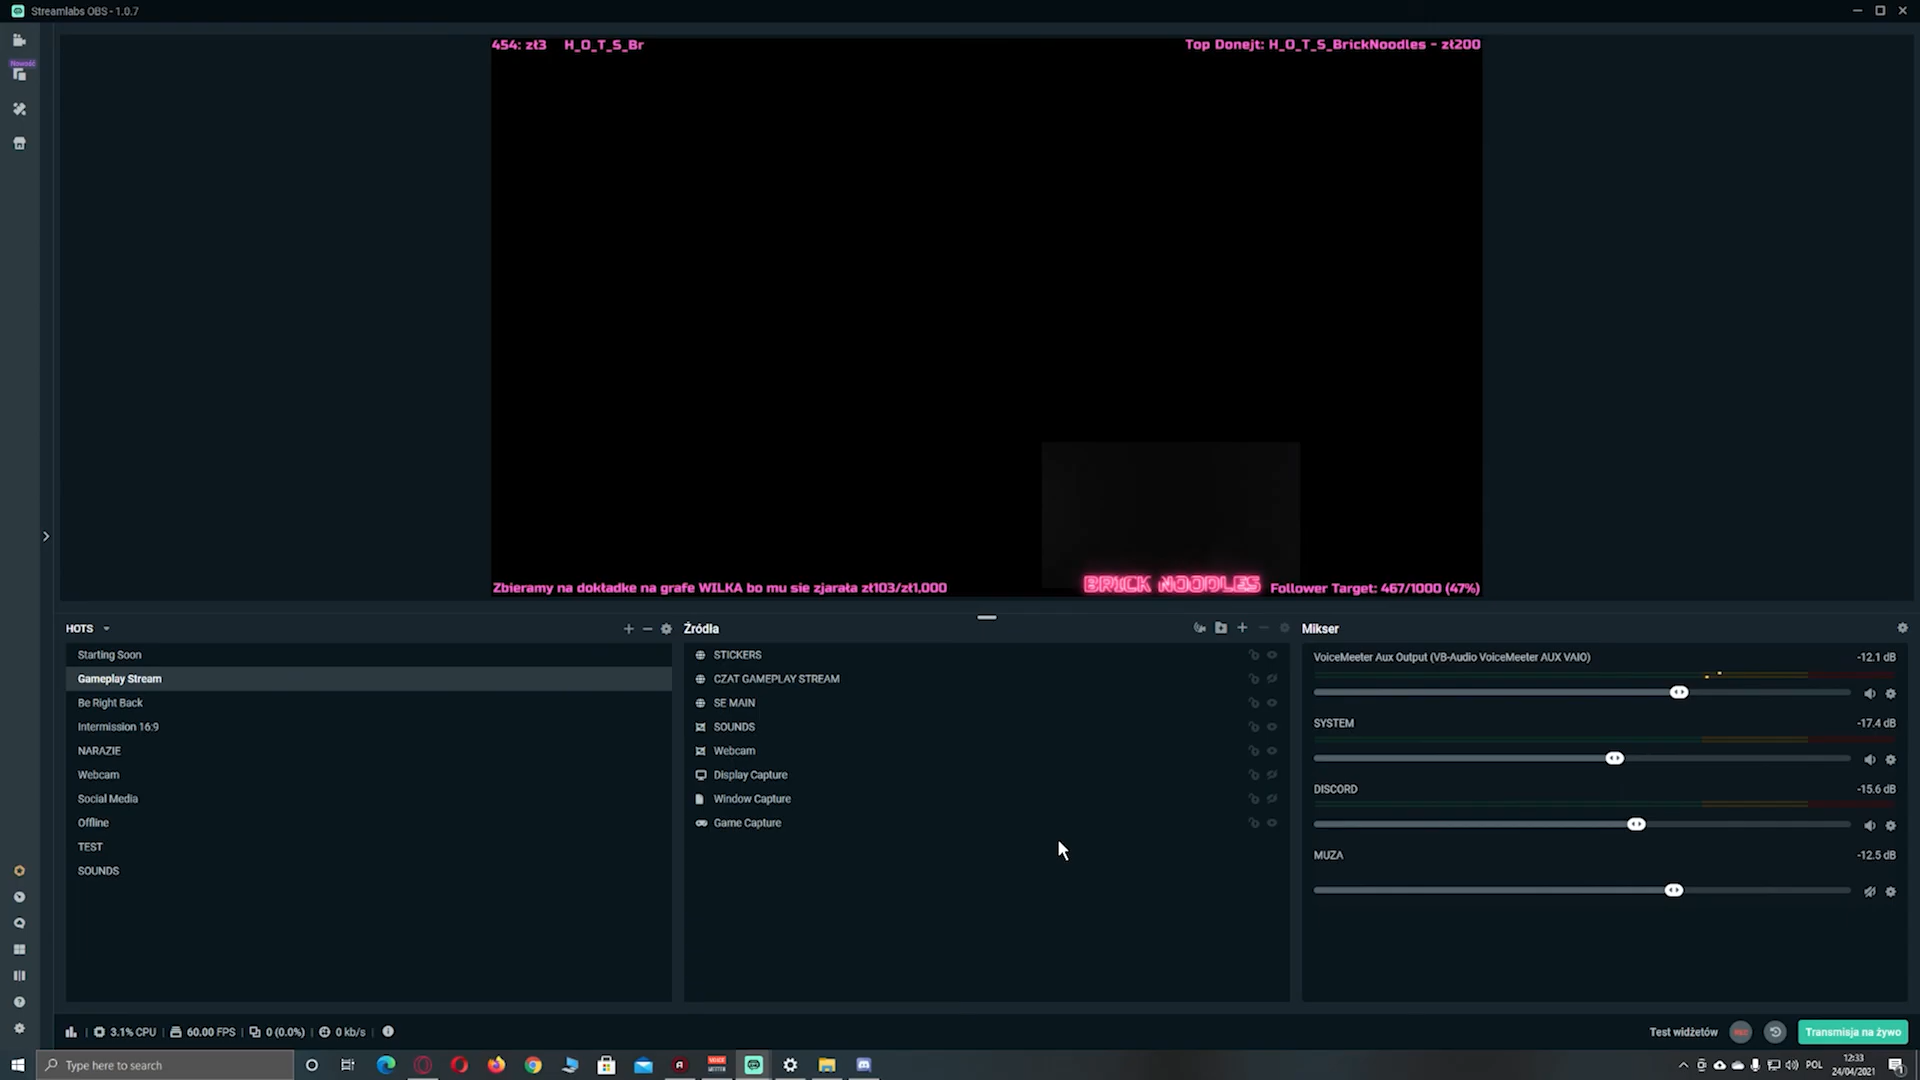 Streamlabs OBS - 1.0.7
Nowość
454: zł3 H_O_T_S_Br
Top Donejt: H_O_T_S_BrickNoodles - zł200
BRICK NOODLES
Zbieramy na dokładke na grafe WILKA bo mu sie zjarała zł103/zł1,000
Follower Target: 467/1000 (47%)
HOTS
Starting Soon
Gameplay Stream
Be Right Back
Intermission 16:9
NARAZIE
Webcam
Social Media
Offline
TEST
SOUNDS
Źródła
STICKERS
CZAT GAMEPLAY STREAM
SE MAIN
SOUNDS
Webcam
Display Capture
Window Capture
Game Capture
Mikser
VoiceMeeter Aux Output (VB-Audio VoiceMeeter AUX VAIO) -12.1 dB
SYSTEM -17.4 dB
DISCORD -15.6 dB
MUZA -12.5 dB
3.1% CPU 60.00 FPS 0 (0.0%) 0 kb/s
Test widżetów REC Transmisja na żywo
Type here to search
POL
12:33
24/04/2021